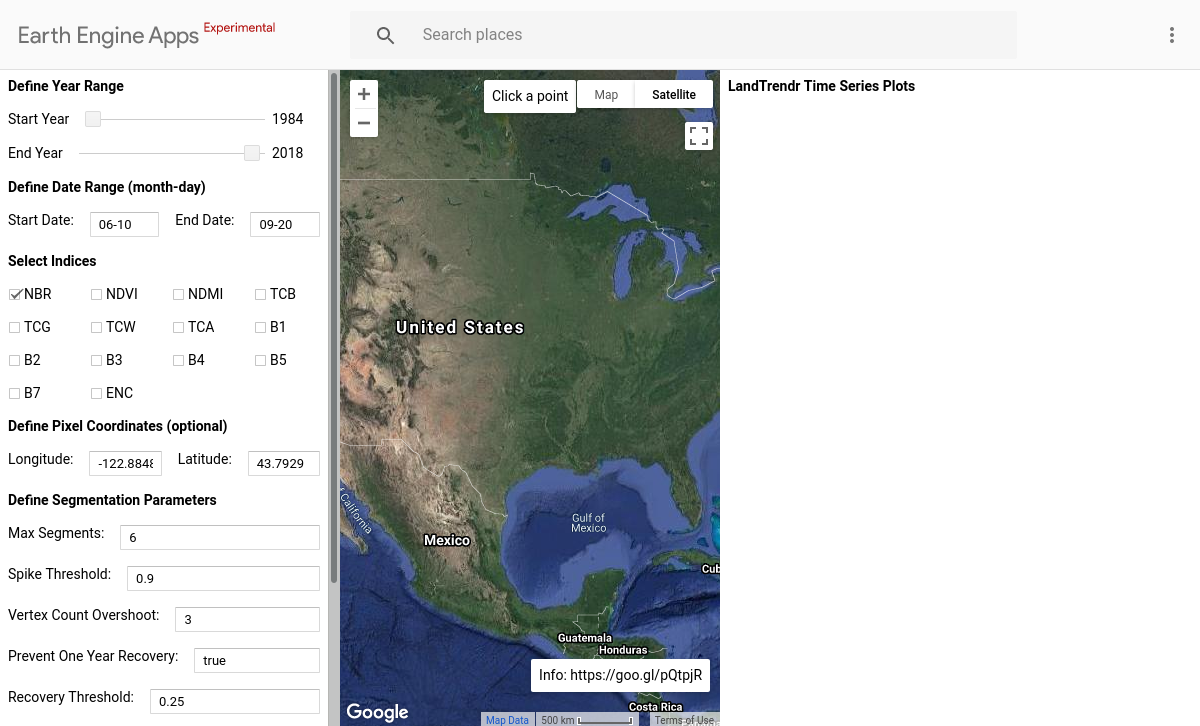 Earth Engine Apps Experimental
Search places
Define Year Range
Start Year 1984
End Year 2018
Define Date Range (month-day)
Start Date: 06-10 End Date: 09-20
Select Indices
NBR NDVI NDMI TCB
TCG TCW TCA B1
B2 B3 B4 B5
B7 ENC
Define Pixel Coordinates (optional)
Longitude: -122.8848 Latitude: 43.7929
Define Segmentation Parameters
Max Segments: 6
Spike Threshold: 0.9
Vertex Count Overshoot: 3
Prevent One Year Recovery: true
Recovery Threshold: 0.25
Click a point
Map Satellite
United States
California
Gulf of
Mexico
Mexico
Cub
Guatemala
Honduras
Info: https://goo.gl/pQtpjR
Costa Rica
Google
Map Data 500 km Terms of Use
LandTrendr Time Series Plots